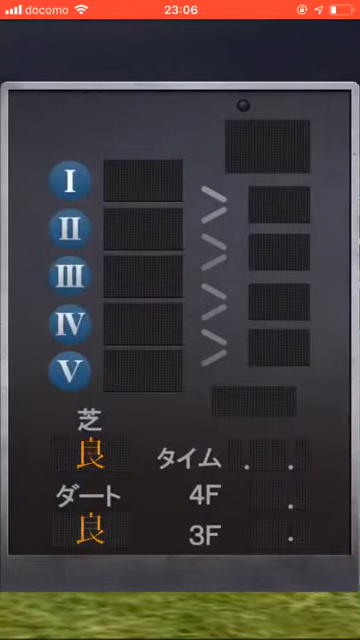 docomo 23:06
I
II
III
IV
V
芝
良 タイム . .
ダート 4F .
良 3F .